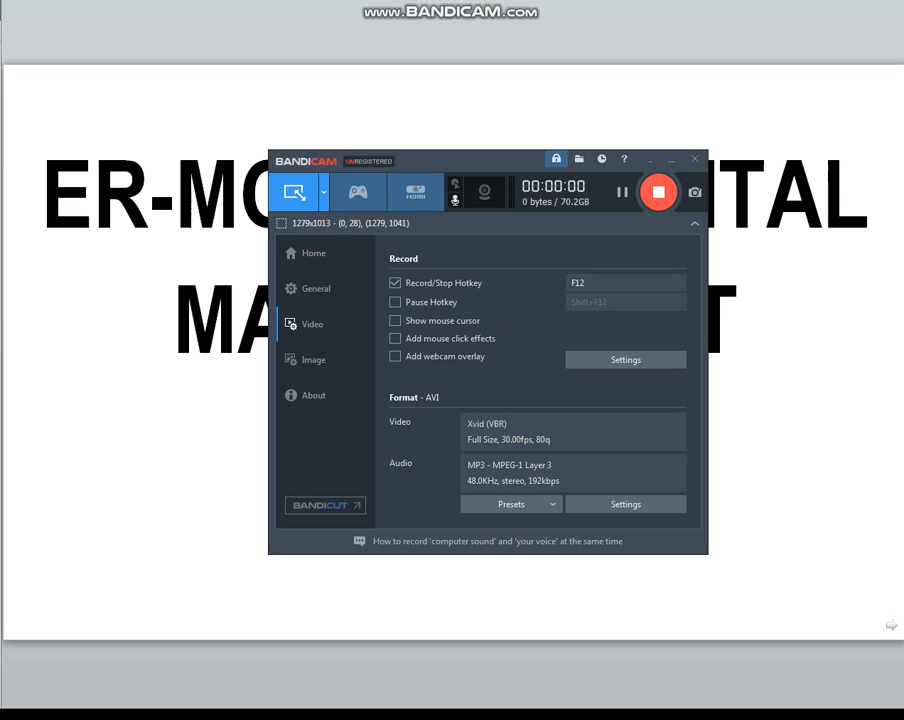 www.BANDICAM.com
ER-MO
ITAL
MA
T
BANDICAM UNREGISTERED
?
HDMI
00:00:00
0 bytes / 70.2GB
1279x1013 - (0, 28), (1279, 1041)
Home
General
Video
Image
About
BANDICUT
Record
Record/Stop Hotkey
F12
Pause Hotkey
Shift+F12
Show mouse cursor
Add mouse click effects
Add webcam overlay
Settings
Format - AVI
Video
Xvid (VBR)
Full Size, 30.00fps, 80q
Audio
MP3 - MPEG-1 Layer 3
48.0KHz, stereo, 192kbps
Presets
Settings
How to record 'computer sound' and 'your voice' at the same time